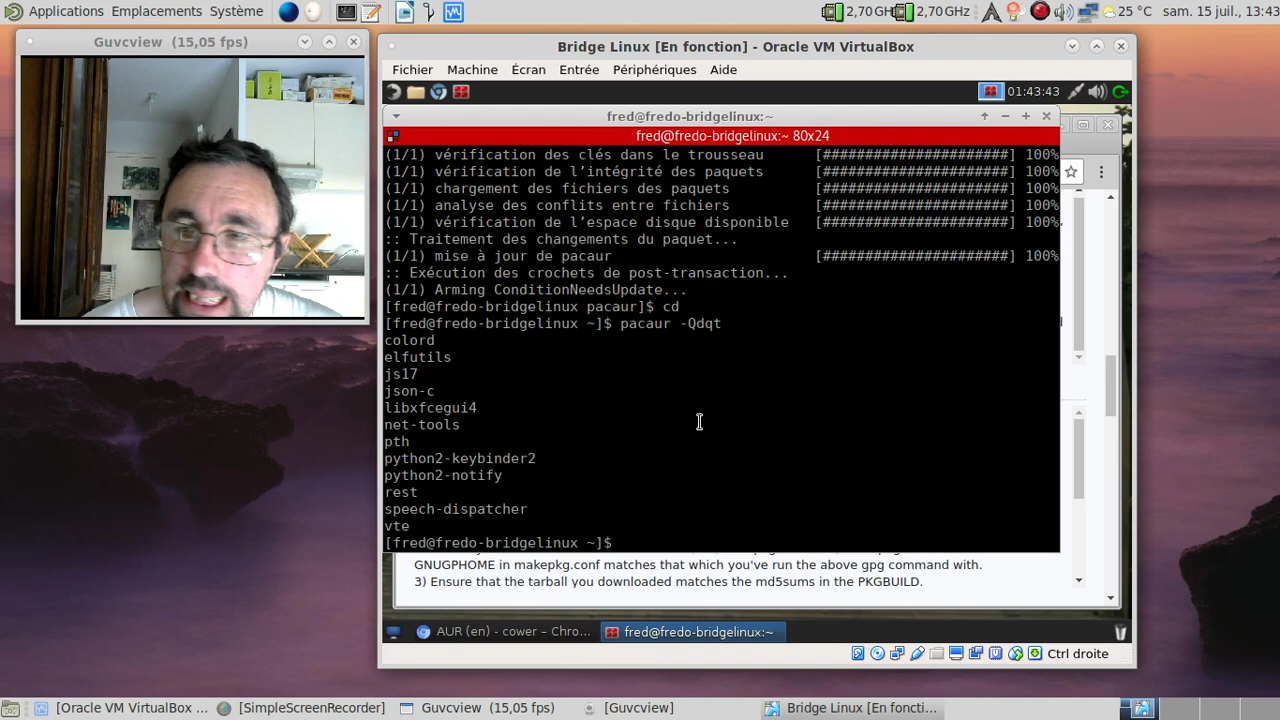 Applications Emplacements Système
2,70 GHz 2,70 GHz 25 °C sam. 15 juil., 13:43
Guvcview (15,05 fps)
Bridge Linux [En fonction] - Oracle VM VirtualBox
Fichier Machine Écran Entrée Périphériques Aide
01:43:43
fred@fredo-bridgelinux:~
fred@fredo-bridgelinux:~ 80x24
(1/1) vérification des clés dans le trousseau [######################] 100%
(1/1) vérification de l’intégrité des paquets [######################] 100%
(1/1) chargement des fichiers des paquets [######################] 100%
(1/1) analyse des conflits entre fichiers [######################] 100%
(1/1) vérification de l’espace disque disponible [######################] 100%
:: Traitement des changements du paquet...
(1/1) mise à jour de pacaur [######################] 100%
:: Exécution des crochets de post-transaction...
(1/1) Arming ConditionNeedsUpdate...
[fred@fredo-bridgelinux pacaur]$ cd
[fred@fredo-bridgelinux ~]$ pacaur -Qdqt
colord
elfutils
js17
json-c
libxfcegui4
net-tools
pth
python2-keybinder2
python2-notify
rest
speech-dispatcher
vte
[fred@fredo-bridgelinux ~]$
GNUGPHOME in makepkg.conf matches that which you've run the above gpg command with.
3) Ensure that the tarball you downloaded matches the md5sums in the PKGBUILD.
AUR (en) - cower – Chro...
fred@fredo-bridgelinux:~
Ctrl droite
[Oracle VM VirtualBox ... [SimpleScreenRecorder] Guvcview (15,05 fps) [Guvcview] Bridge Linux [En foncti...